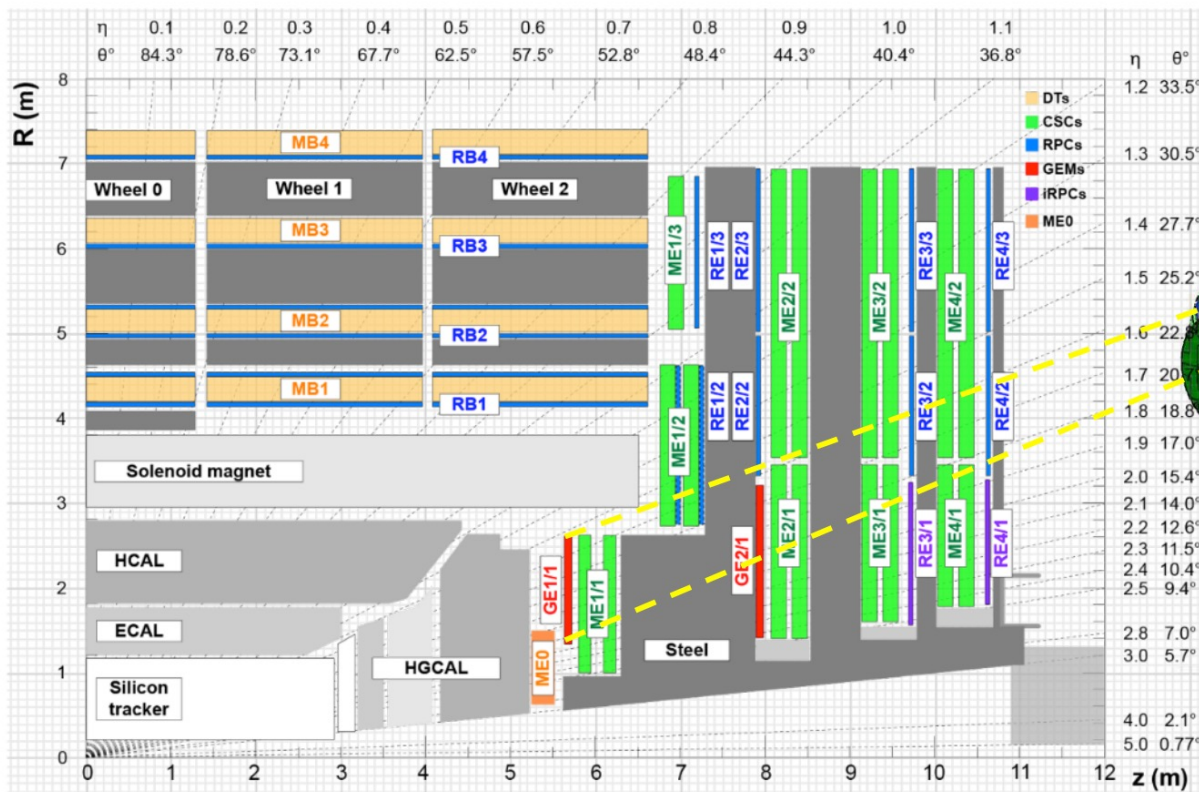 η 0.1 0.2 0.3 0.4 0.5 0.6 0.7 0.8 0.9 1.0 1.1 η θ°
θ° 84.3° 78.6° 73.1° 67.7° 62.5° 57.5° 52.8° 48.4° 44.3° 40.4° 36.8°
R (m)
8
7
6
5
4
3
2
1
0
1.2 33.5°
1.3 30.5°
1.4 27.7°
1.5 25.2°
1.6 22.8°
1.7
1.8 18.8°
1.9 17.0°
2.0 15.4°
2.1 14.0°
2.2 12.6°
2.3 11.5°
2.4 10.4°
2.5 9.4°
2.8 7.0°
3.0 5.7°
4.0 2.1°
5.0 0.77°
DTs
CSCs
RPCs
GEMs
iRPCs
ME0
MB4
RB4
Wheel 0 Wheel 1 Wheel 2
MB3
RB3
MB2
RB2
MB1
RB1
Solenoid magnet
HCAL
ECAL
Silicon
tracker
HGCAL
Steel
ME0
GE1/1
ME1/1
ME1/2
ME1/3
RE1/3
RE2/3
ME2/2
ME3/2
RE3/3
ME4/2
RE4/3
RE1/2
RE2/2
RE3/2
RE4/2
GE2/1
ME2/1
ME3/1
RE3/1
ME4/1
RE4/1
0 1 2 3 4 5 6 7 8 9 10 11 12
z (m)